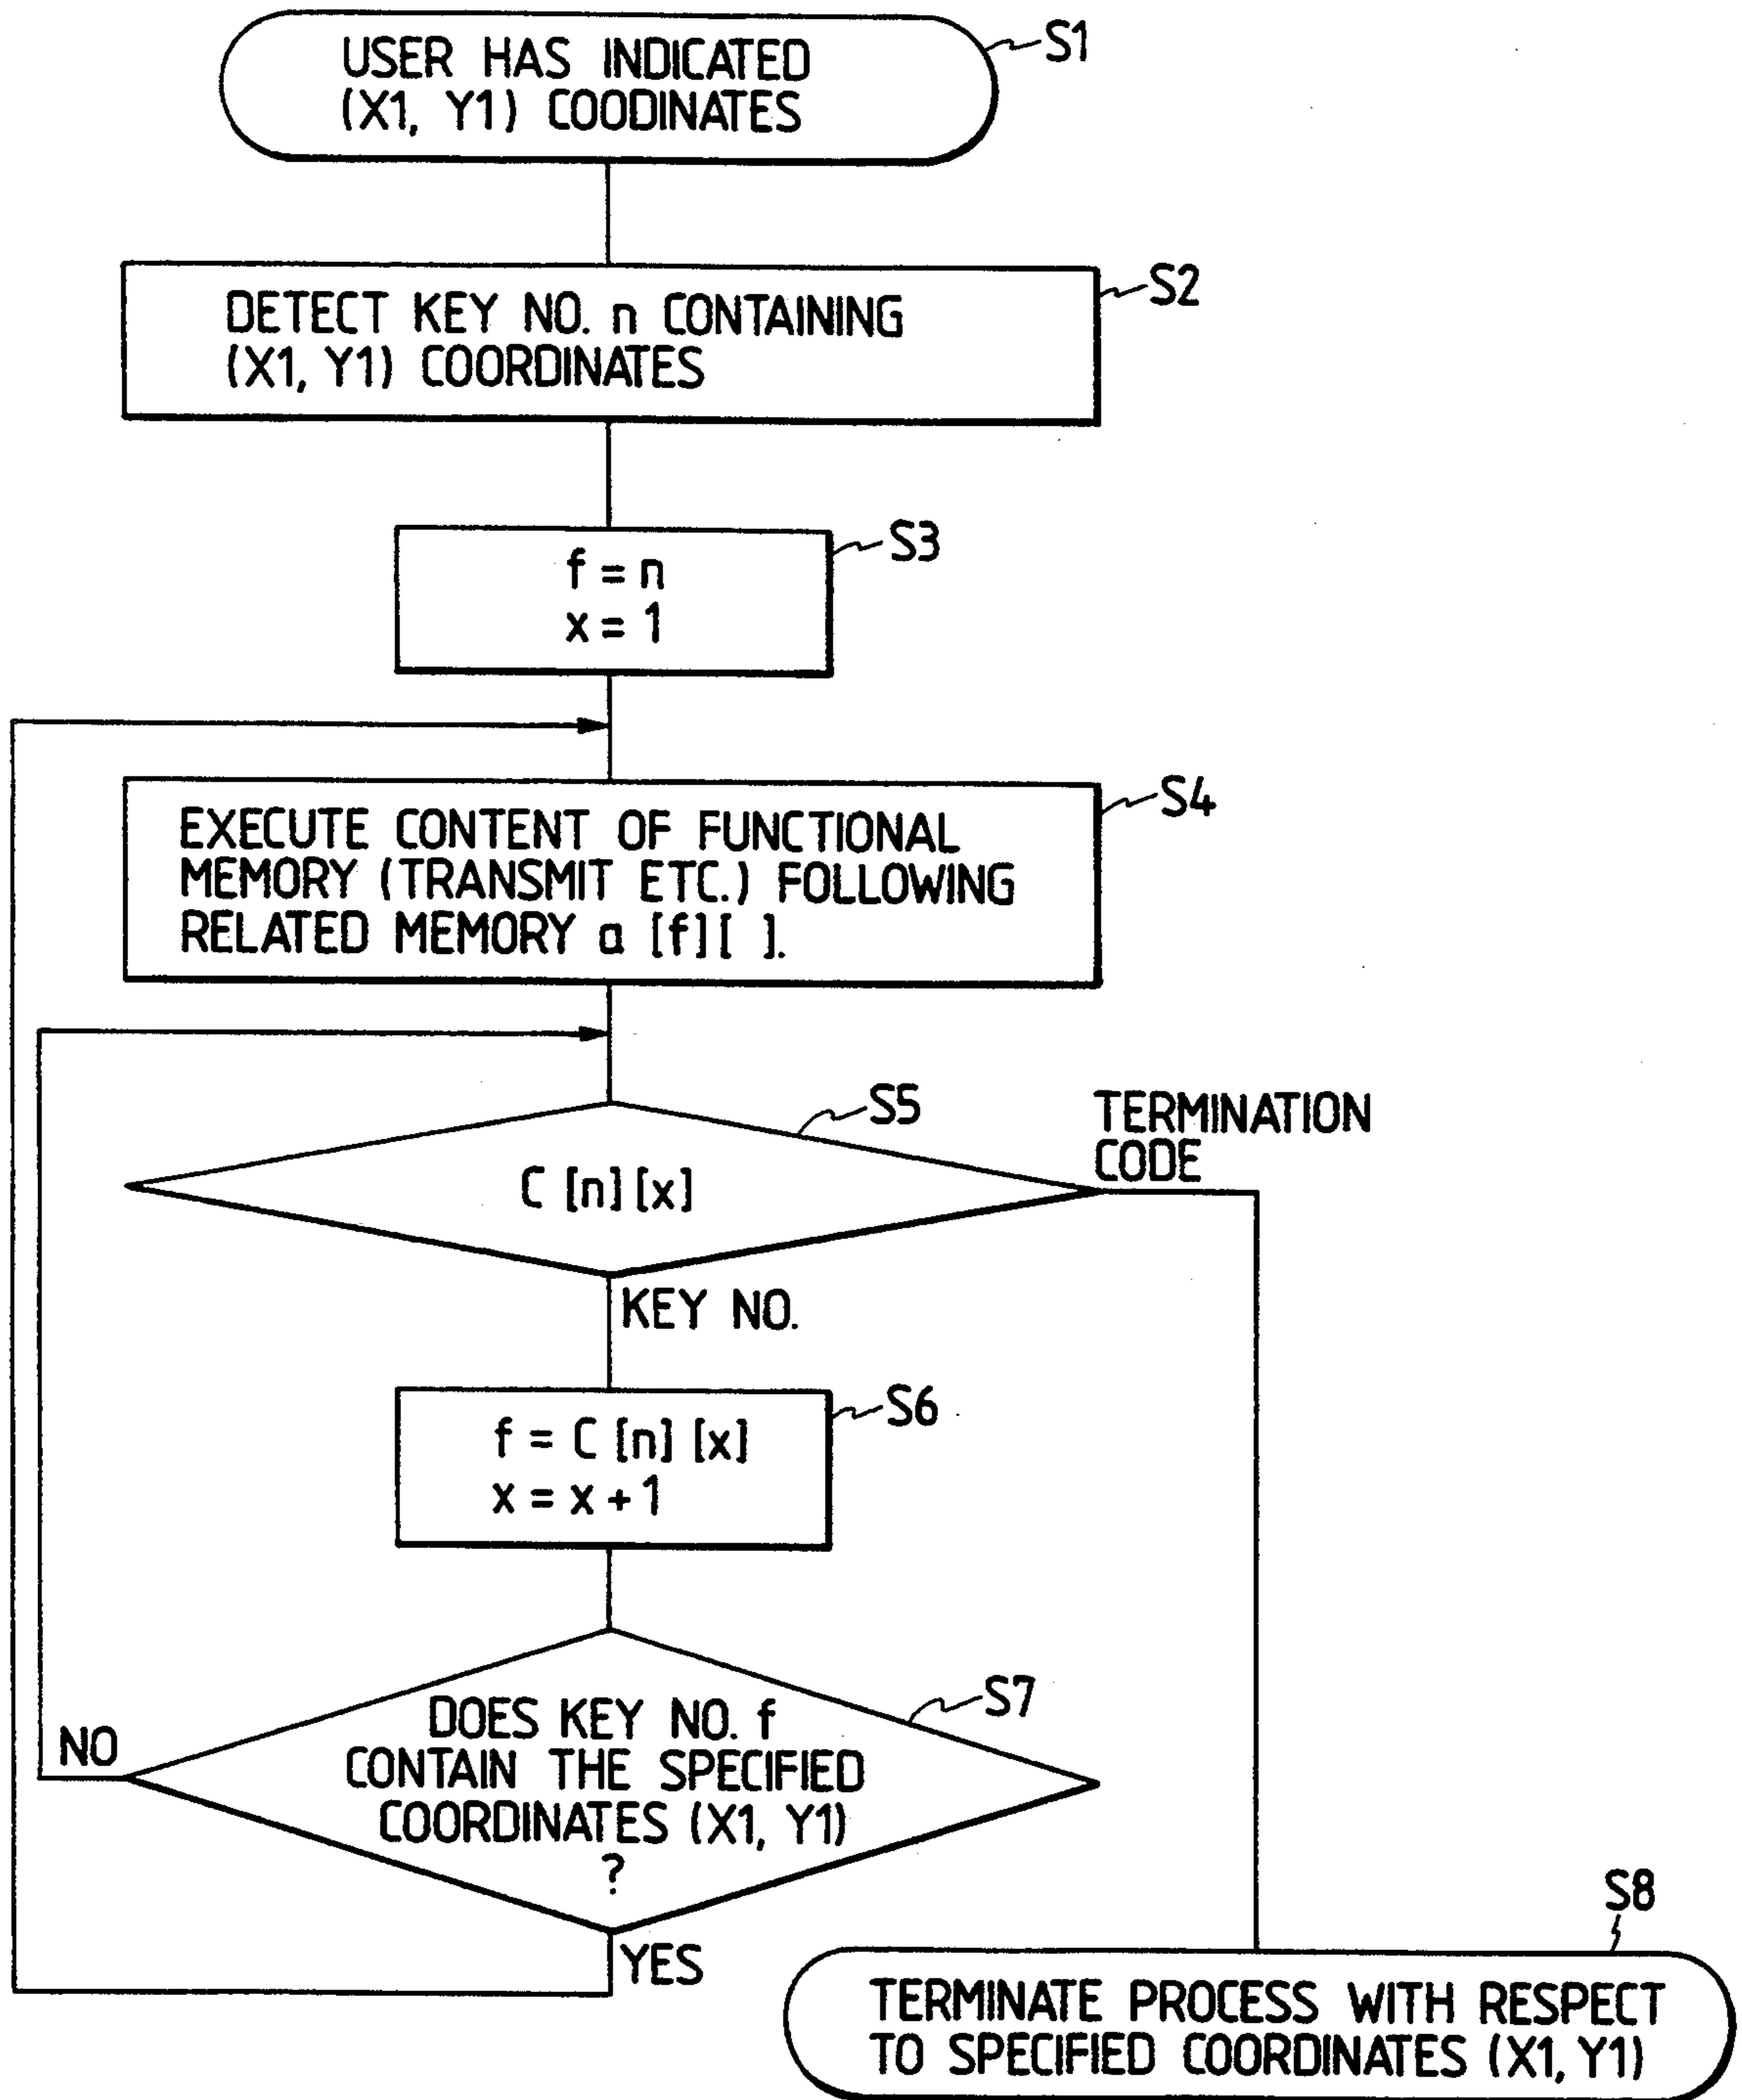 USER HAS INDICATED
(X1, Y1) COODINATES
S1
DETECT KEY NO. n CONTAINING
(X1, Y1) COORDINATES
S2
f = n
x = 1
S3
EXECUTE CONTENT OF FUNCTIONAL
MEMORY (TRANSMIT ETC.) FOLLOWING
RELATED MEMORY a [f][ ].
S4
C [n] [x]
S5
TERMINATION
CODE
KEY NO.
f = C [n] [x]
x = x + 1
S6
DOES KEY NO. f
CONTAIN THE SPECIFIED
COORDINATES (X1, Y1)
?
S7
NO
YES
S8
TERMINATE PROCESS WITH RESPECT
TO SPECIFIED COORDINATES (X1, Y1)